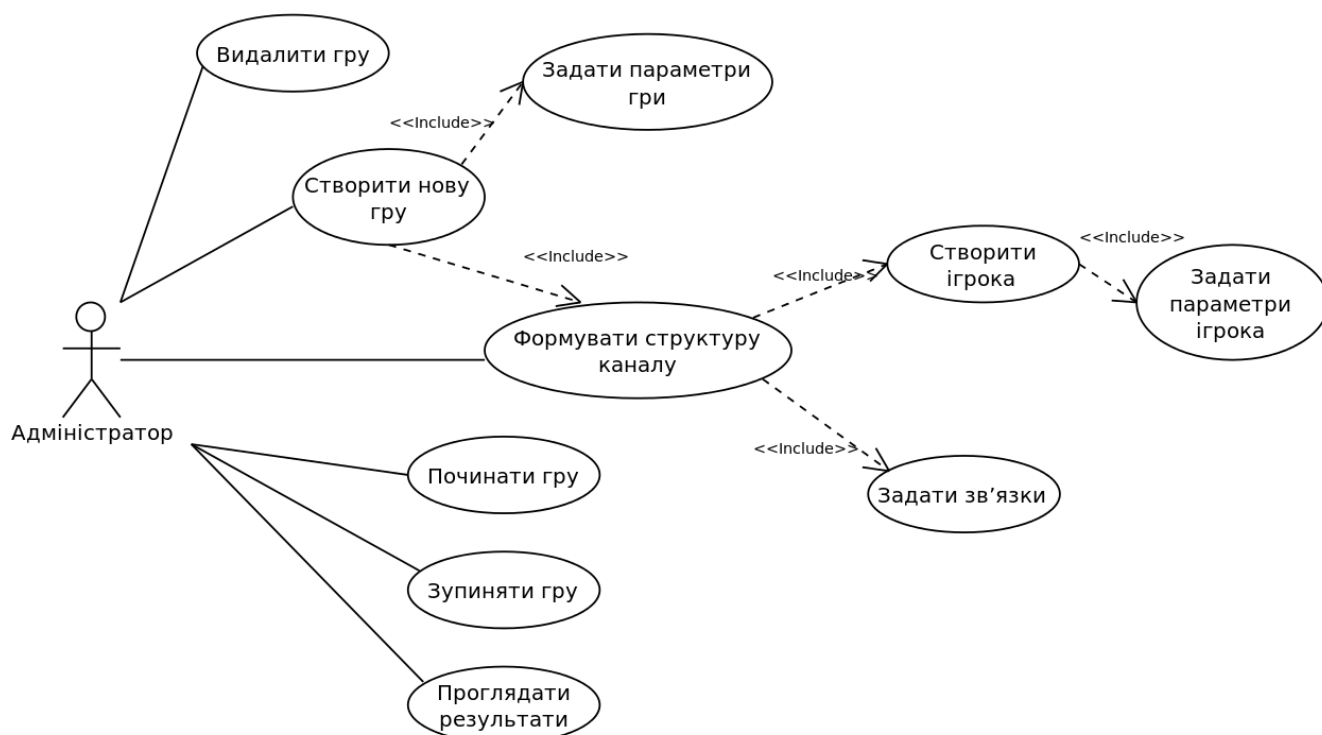 Видалити гру
Задати параметри
гри
<<Include>>
Створити нову
гру
<<Include>>
Створити
ігрока
<<Include>>
<<Include>>
Задати
параметри
ігрока
Формувати структуру
каналу
Адміністратор
<<Include>>
Починати гру
Задати зв’язки
Зупиняти гру
Проглядати
результати